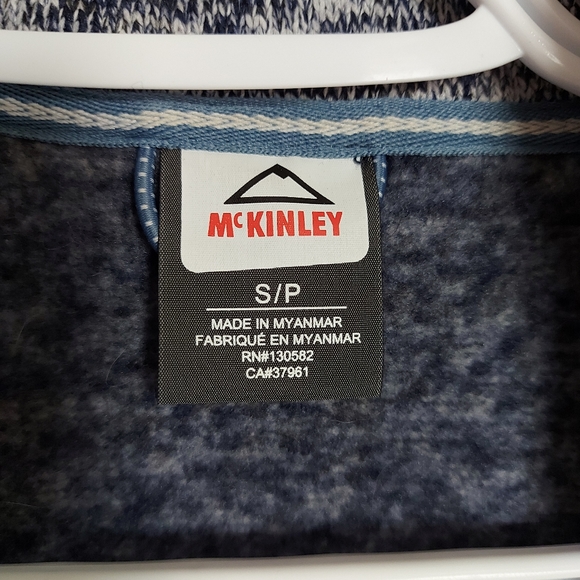 McKINLEY
S/P
MADE IN MYANMAR
FABRIQUÉ EN MYANMAR
RN#130582
CA#37961